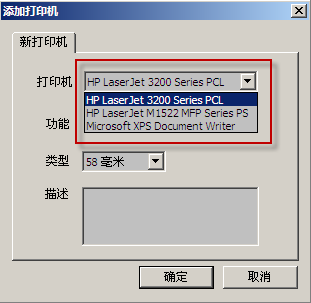 添加打印机
新打印机
打印机
HP LaserJet 3200 Series PCL
HP LaserJet 3200 Series PCL
HP LaserJet M1522 MFP Series PS
Microsoft XPS Document Writer
功能
类型
58 毫米
描述
确定
取消